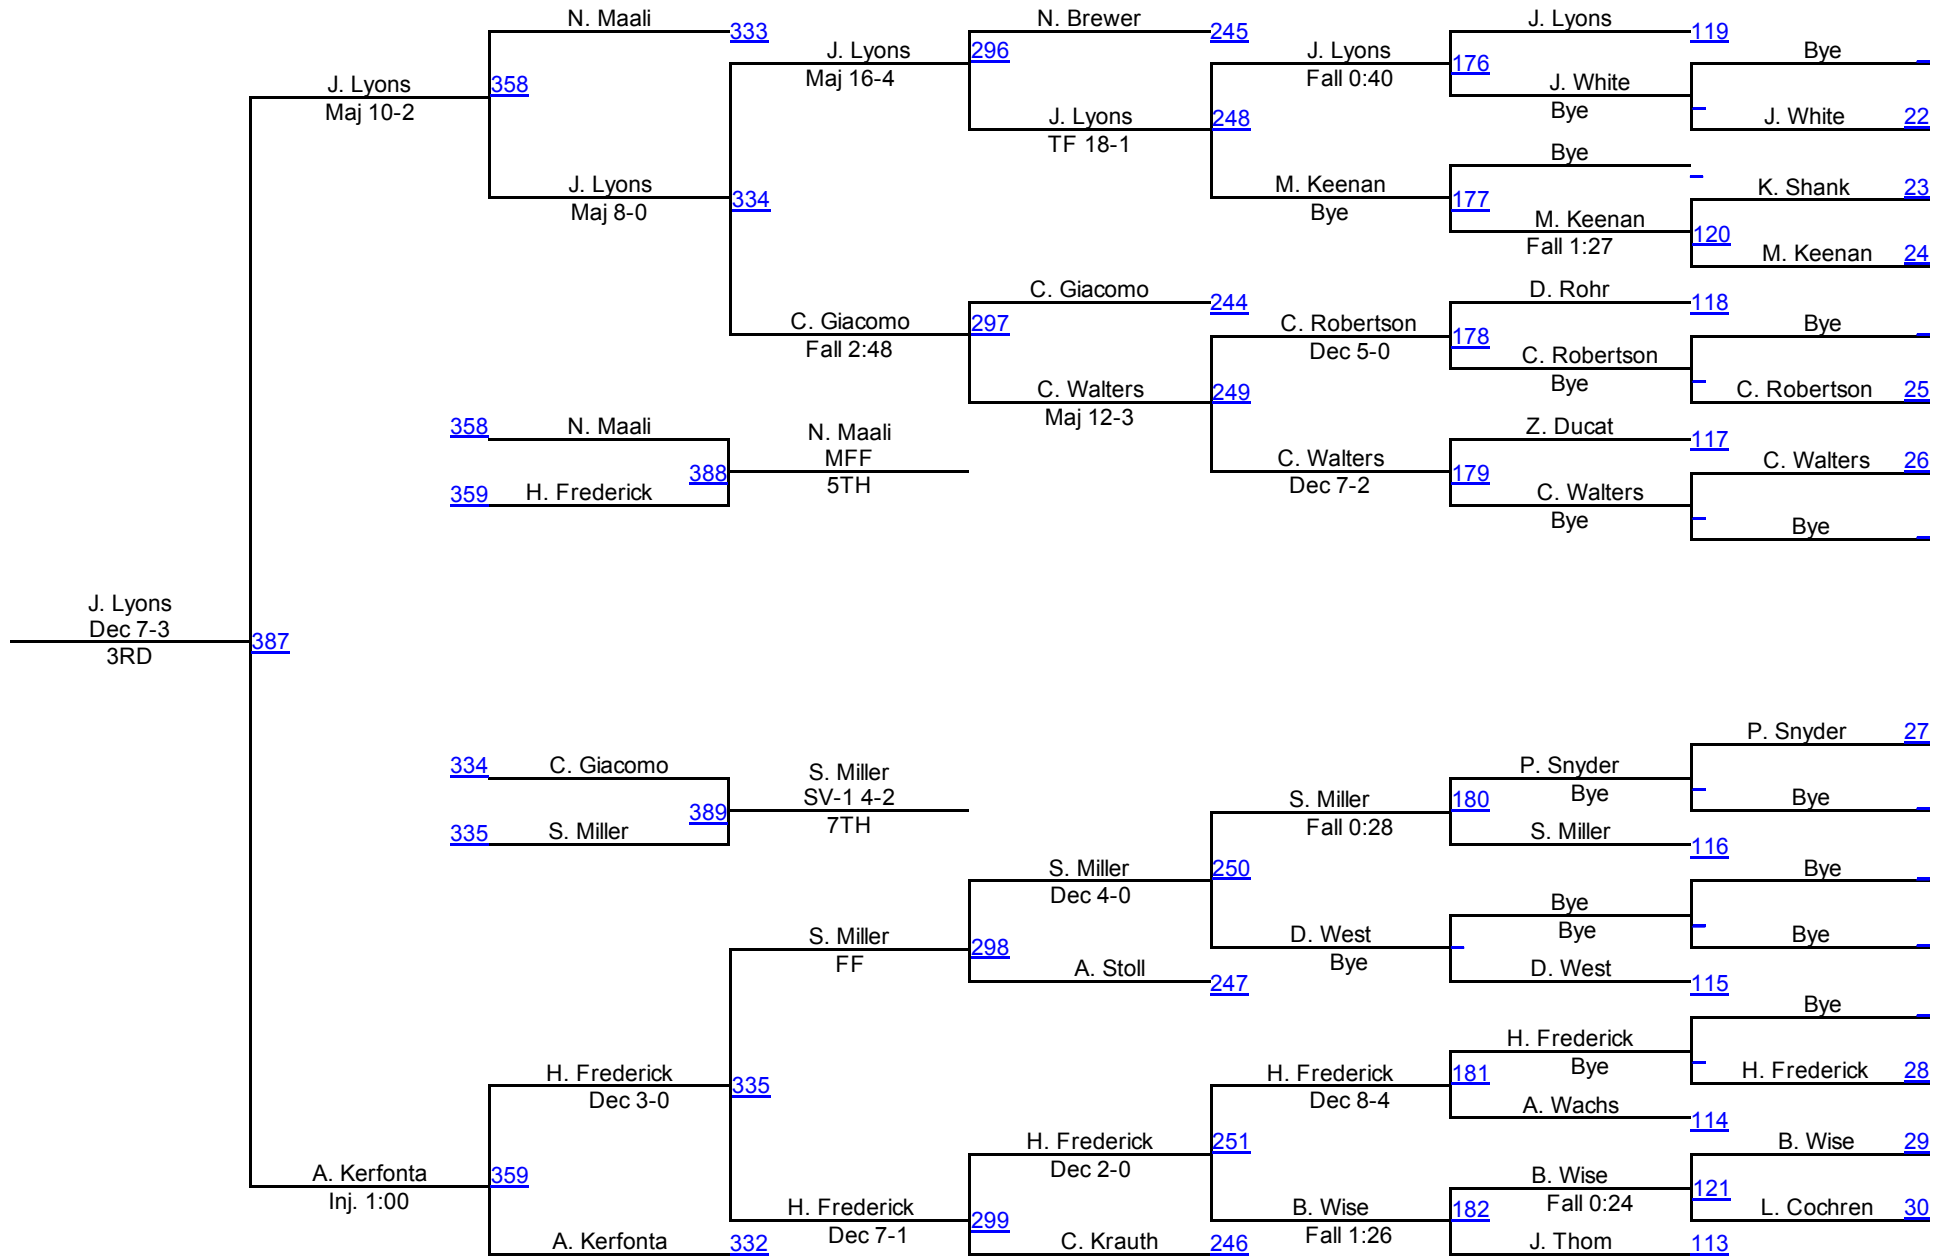 N. Maali
333
N. Brewer
245
J. Lyons
119
J. Lyons
Maj 16-4
296
J. Lyons
Fall 0:40
176
Bye
J. Lyons
Maj 10-2
358
J. White
Bye
J. Lyons
TF 18-1
248
J. White
22
Bye
J. Lyons
Maj 8-0
334
M. Keenan
Bye
177
K. Shank
23
M. Keenan
Fall 1:27
120
M. Keenan
24
C. Giacomo
244
D. Rohr
118
C. Giacomo
Fall 2:48
297
C. Robertson
Dec 5-0
178
Bye
C. Robertson
Bye
C. Walters
Maj 12-3
249
C. Robertson
25
358
N. Maali
N. Maali
MFF
5TH
388
359
H. Frederick
Z. Ducat
117
C. Walters
Dec 7-2
179
C. Walters
26
C. Walters
Bye
Bye
J. Lyons
Dec 7-3
3RD
387
P. Snyder
27
334
C. Giacomo
S. Miller
SV-1 4-2
7TH
389
335
S. Miller
P. Snyder
Bye
S. Miller
Fall 0:28
180
Bye
S. Miller
116
S. Miller
Dec 4-0
250
Bye
Bye
Bye
S. Miller
FF
298
D. West
Bye
Bye
A. Stoll
247
D. West
115
Bye
H. Frederick
Bye
H. Frederick
Dec 3-0
335
H. Frederick
Dec 8-4
181
H. Frederick
28
A. Wachs
114
H. Frederick
Dec 2-0
251
B. Wise
29
A. Kerfonta
Inj. 1:00
359
B. Wise
Fall 0:24
121
H. Frederick
Dec 7-1
299
B. Wise
Fall 1:26
182
L. Cochren
30
A. Kerfonta
332
C. Krauth
246
J. Thom
113